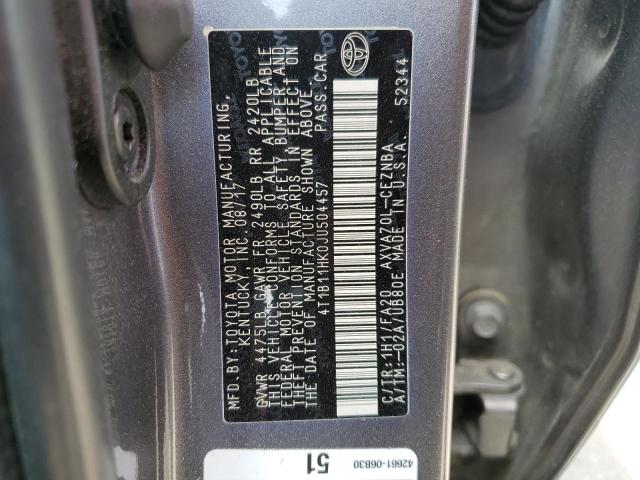 MFD.BY:TOYOTA MOTOR MANUFACTURING,
KENTUCKY, INC. 08/17
GVWR 4475LB GAWR FR. 2490LB RR 2420LB
THIS VEHICLE CONFORMS TO ALL APPLICABLE
FEDERAL MOTOR VEHICLE SAFETY, BUMPER AND
THEFT PREVENTION STANDARDS IN EFFECT ON
THE DATE OF MANUFACTURE SHOWN ABOVE.
4T1B11HK0JU504457 PASS CAR
C/TR:1H1/FA20 AXVA70L-CEZNBA
A/TM:-02A/UB80E MADE IN U.S.A.
52344
42661-06B30
51